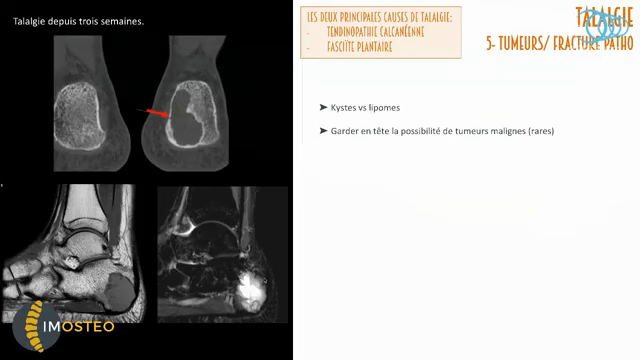 Talalgie depuis trois semaines.
LES DEUX PRINCIPALES CAUSES DE TALALGIE:
- TENDINOPATHIE CALCANÉENNE
- FASCIÏTE PLANTAIRE
TALALGIE
5- TUMEURS/ FRACTURE PATHO
➤ Kystes vs lipomes
➤ Garder en tête la possibilité de tumeurs malignes (rares)
IMOSTEO